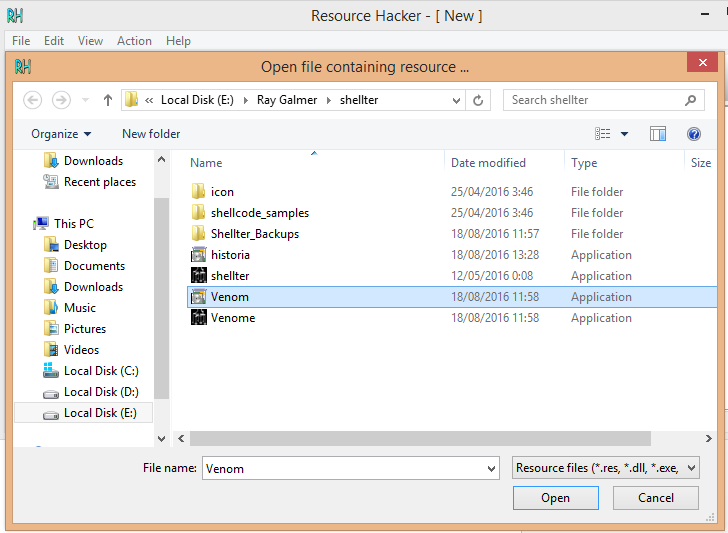 RH Resource Hacker - [ New ]
File Edit View Action Help
RH Open file containing resource ...
« Local Disk (E:) Ray Galmer shellter Search shellter
Organize New folder
Downloads
Recent places
This PC
Desktop
Documents
Downloads
Music
Pictures
Videos
Local Disk (C:)
Local Disk (D:)
Local Disk (E:)
Name Date modified Type Size
icon 25/04/2016 3:46 File folder
shellcode_samples 25/04/2016 3:46 File folder
Shellter_Backups 18/08/2016 11:57 File folder
historia 18/08/2016 13:28 Application
shellter 12/05/2016 0:08 Application
Venom 18/08/2016 11:58 Application
Venome 18/08/2016 11:58 Application
File name: Venom Resource files (*.res, *.dll, *.exe,
Open Cancel